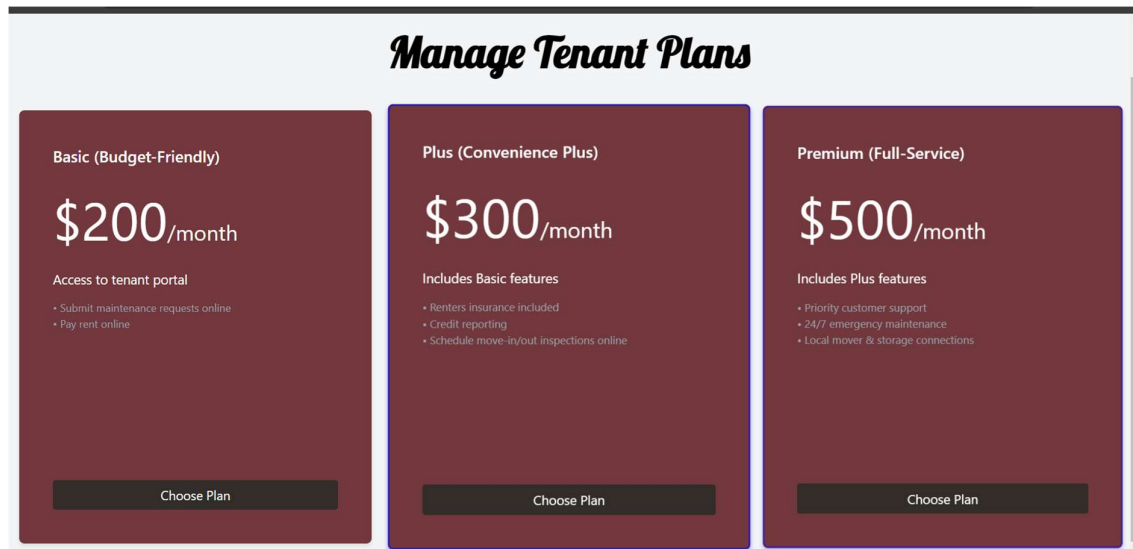 Manage Tenant Plans
Basic (Budget-Friendly)
$200/month
Access to tenant portal
• Submit maintenance requests online
• Pay rent online
Choose Plan
Plus (Convenience Plus)
$300/month
Includes Basic features
• Renters insurance included
• Credit reporting
• Schedule move-in/out inspections online
Choose Plan
Premium (Full-Service)
$500/month
Includes Plus features
• Priority customer support
• 24/7 emergency maintenance
• Local mover & storage connections
Choose Plan